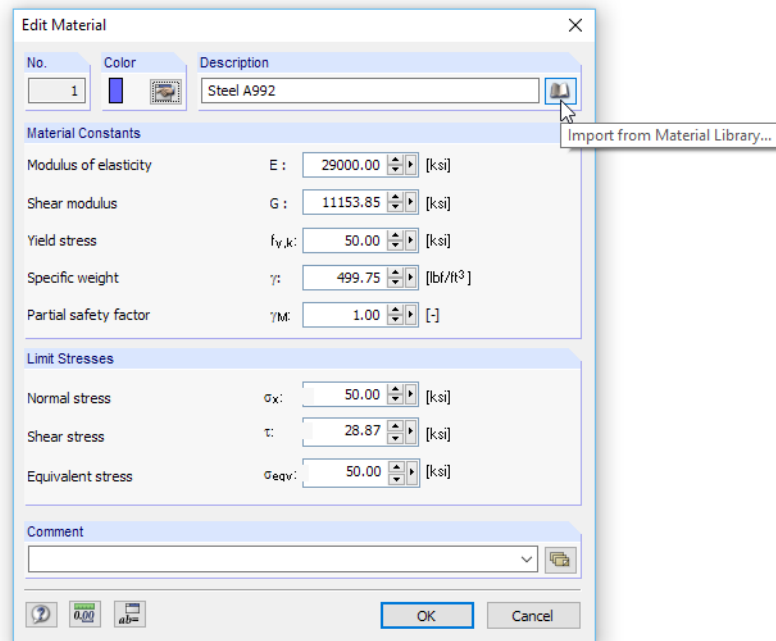 Edit Material
No. Color Description
1 Steel A992
Import from Material Library...
Material Constants
Modulus of elasticity E : 29000.00 [ksi]
Shear modulus G : 11153.85 [ksi]
Yield stress fy,k: 50.00 [ksi]
Specific weight γ: 499.75 [lbf/ft³]
Partial safety factor γM: 1.00 [-]
Limit Stresses
Normal stress σx: 50.00 [ksi]
Shear stress τ: 28.87 [ksi]
Equivalent stress σeqv: 50.00 [ksi]
Comment
0.00 ab= OK Cancel